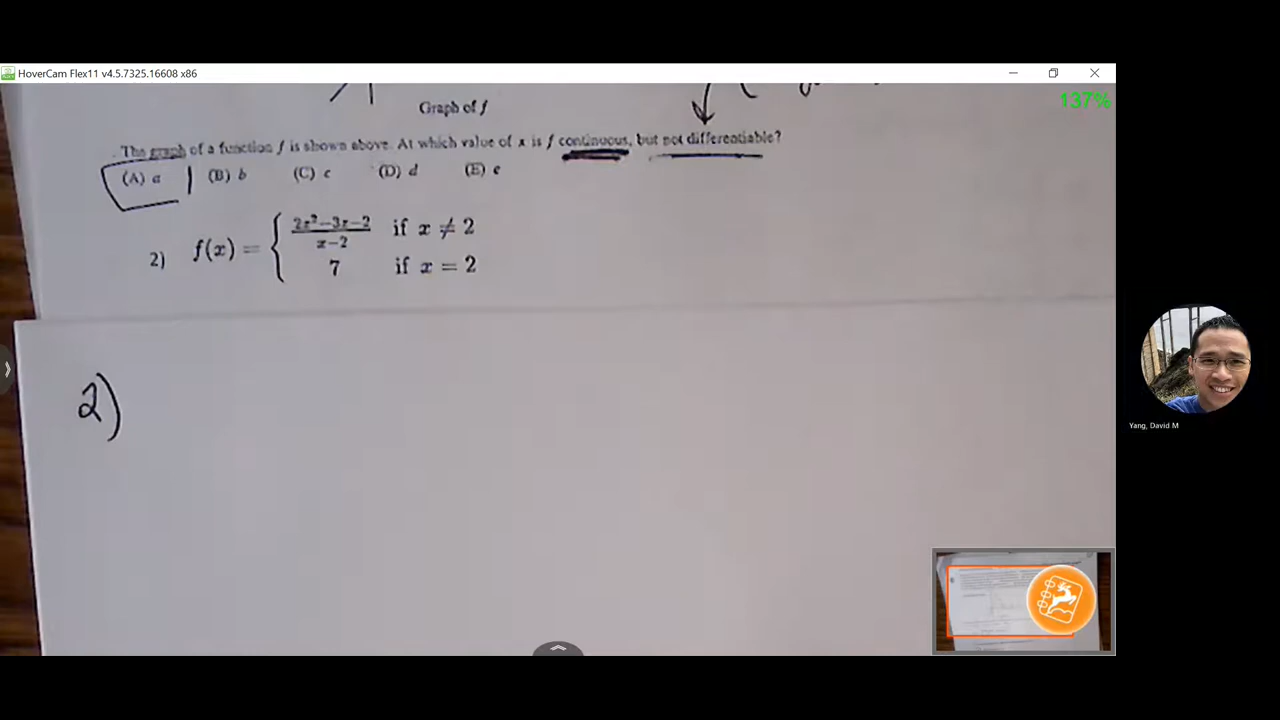 HoverCam Flex11 v4.5.7325.16608 x86
137%
Graph of f
The graph of a function f is shown above. At which value of x is f continuous, but not differentiable?
(A) a (B) b (C) c (D) d (E) e
2) f(x) = { 2x²-3x-2 / x-2 if x ≠ 2
7 if x = 2
2)
Yang, David M